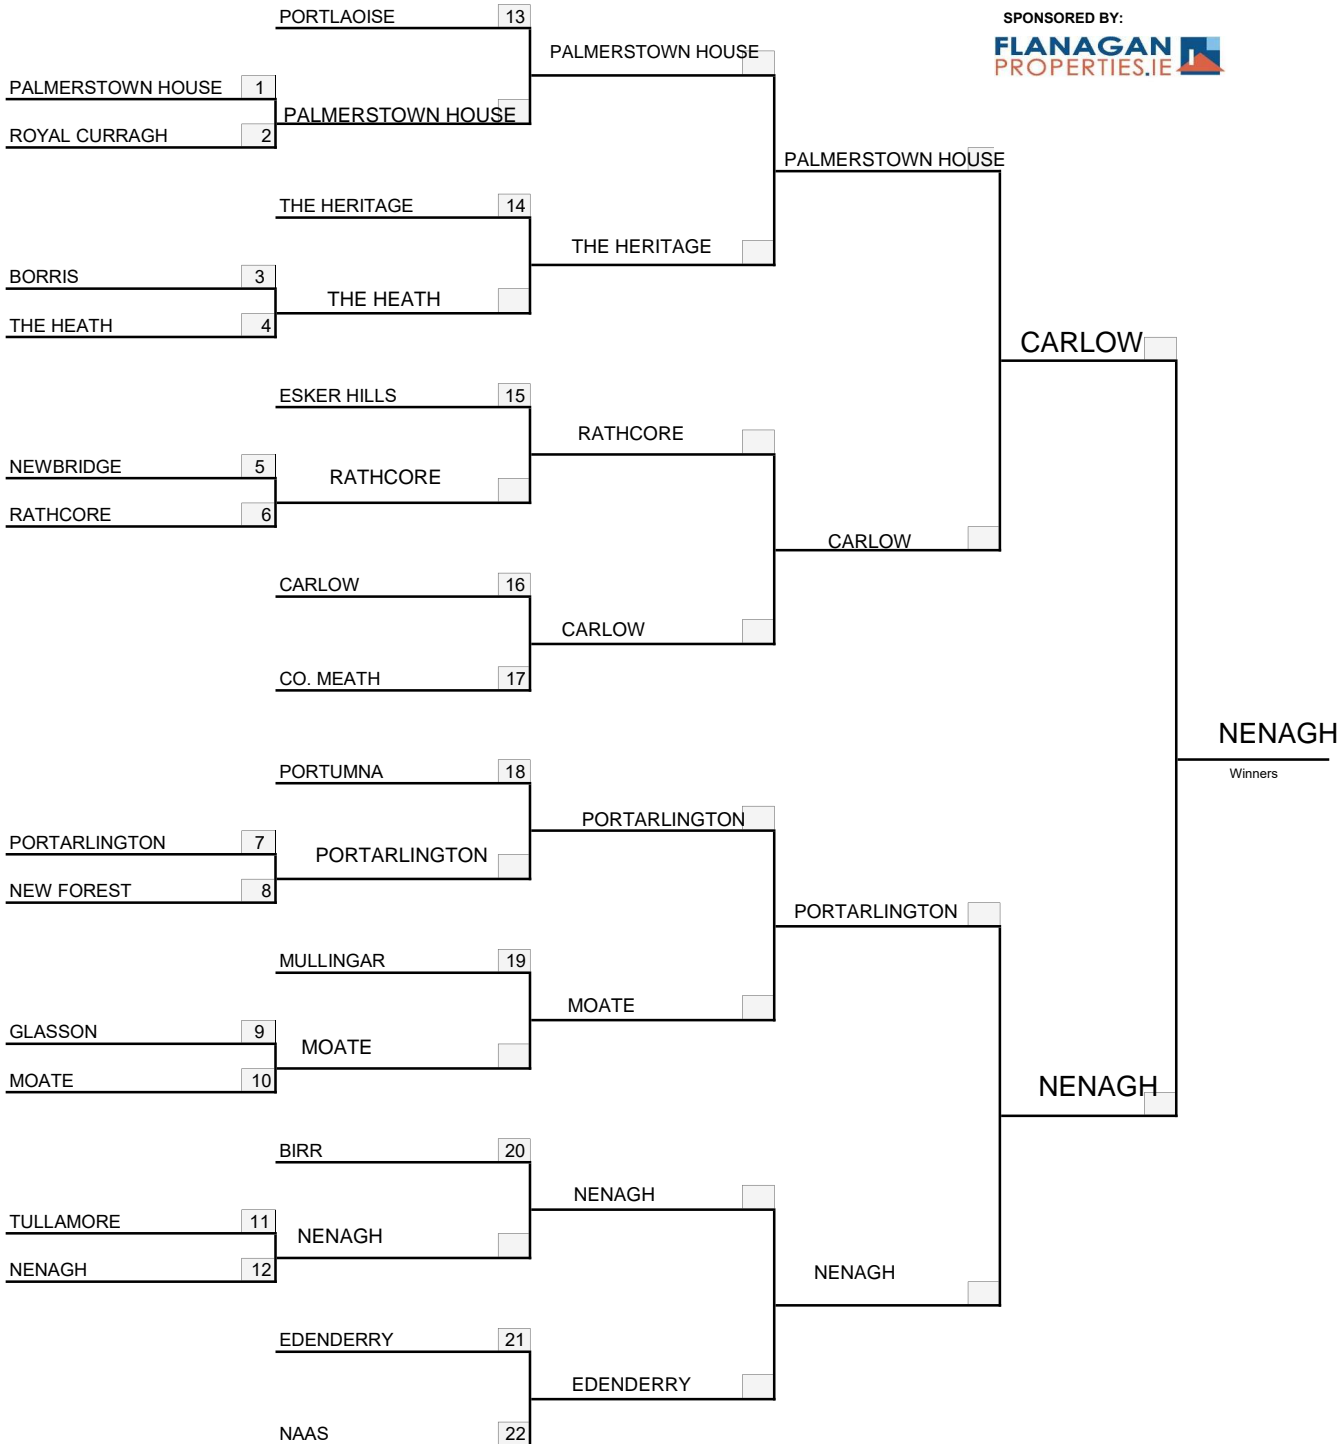 PORTLAOISE 13
SPONSORED BY:
FLANAGAN
PROPERTIES.IE
PALMERSTOWN HOUSE
PALMERSTOWN HOUSE 1
PALMERSTOWN HOUSE
ROYAL CURRAGH 2
PALMERSTOWN HOUSE
THE HERITAGE 14
THE HERITAGE
BORRIS 3
THE HEATH
THE HEATH 4
CARLOW
ESKER HILLS 15
RATHCORE
NEWBRIDGE 5
RATHCORE
RATHCORE 6
CARLOW
CARLOW 16
CARLOW
CO. MEATH 17
NENAGH
Winners
PORTUMNA 18
PORTARLINGTON
PORTARLINGTON 7
PORTARLINGTON
NEW FOREST 8
PORTARLINGTON
MULLINGAR 19
MOATE
GLASSON 9
MOATE
MOATE 10
NENAGH
BIRR 20
NENAGH
TULLAMORE 11
NENAGH
NENAGH 12
NENAGH
EDENDERRY 21
EDENDERRY
NAAS 22